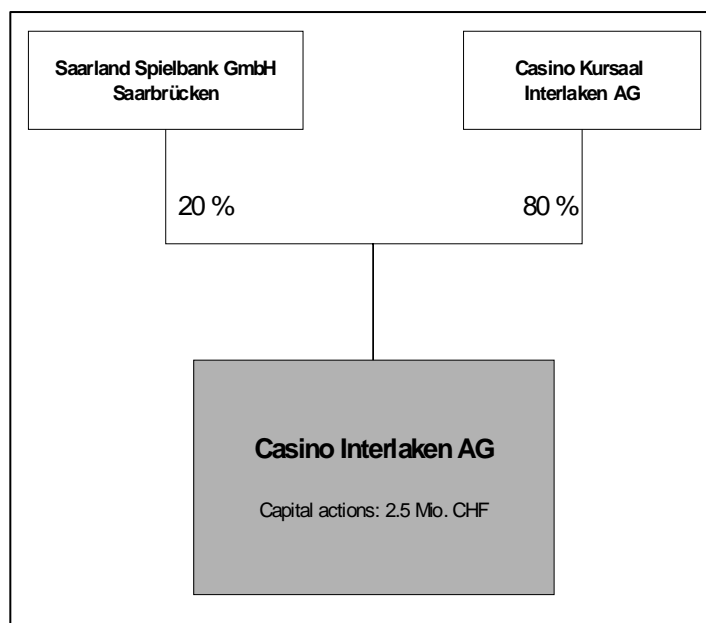 Saarland Spielbank GmbH
Saarbrücken
Casino Kursaal
Interlaken AG
20 %
80 %
Casino Interlaken AG
Capital actions: 2.5 Mio. CHF